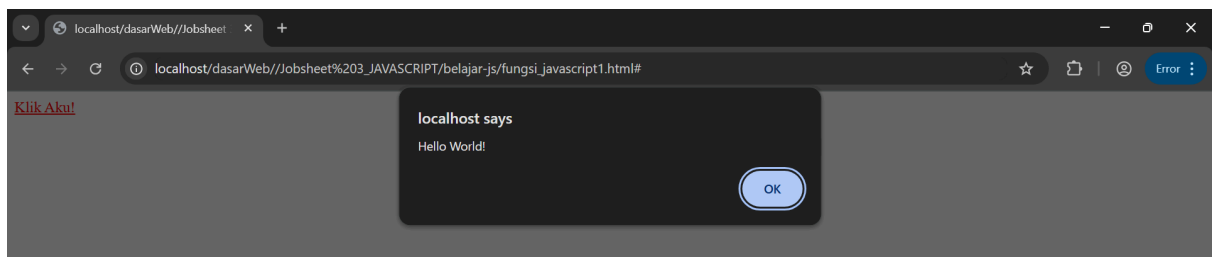 localhost/dasarWeb//Jobsheet
localhost/dasarWeb//Jobsheet%203_JAVASCRIPT/belajar-js/fungsi_javascript1.html#
Error
Klik Aku!
localhost says
Hello World!
OK